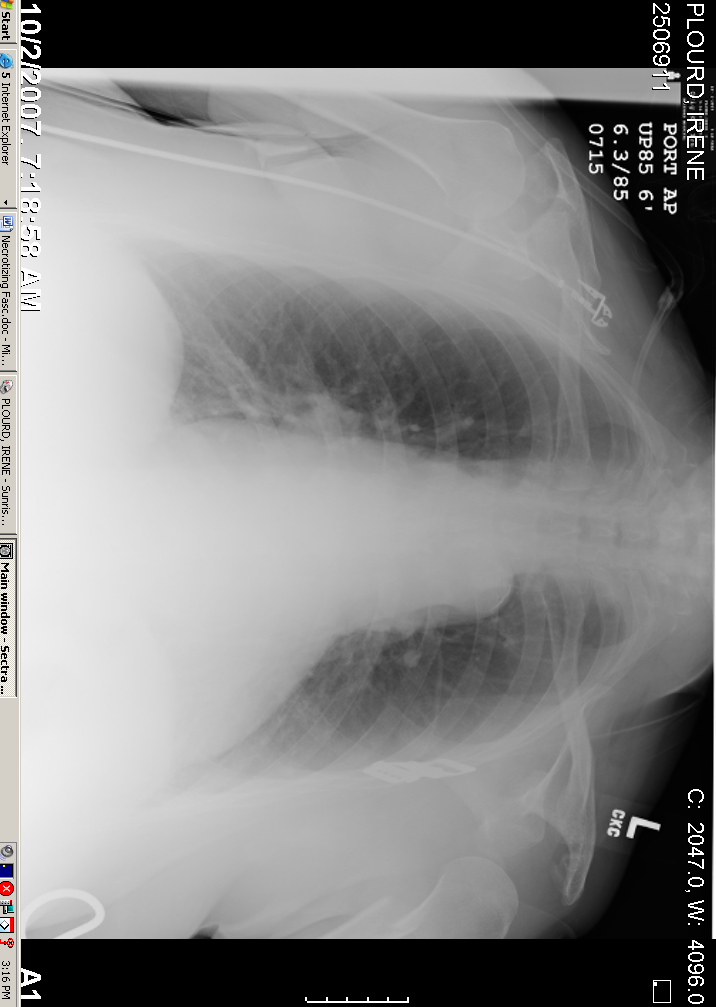 PLOURD, IRENE
2506911
C: 2047.0, W: 4096.0
PORT AP
UP85 6'
6.3/85
0715
L
CKC
10/2/2007, 7:18:58 AM
A1
Start
5 Internet Explorer
Necrotizing Fasc.doc - Mi...
PLOURD, IRENE - Sunris...
Main window - Sectra ...
3:16 PM